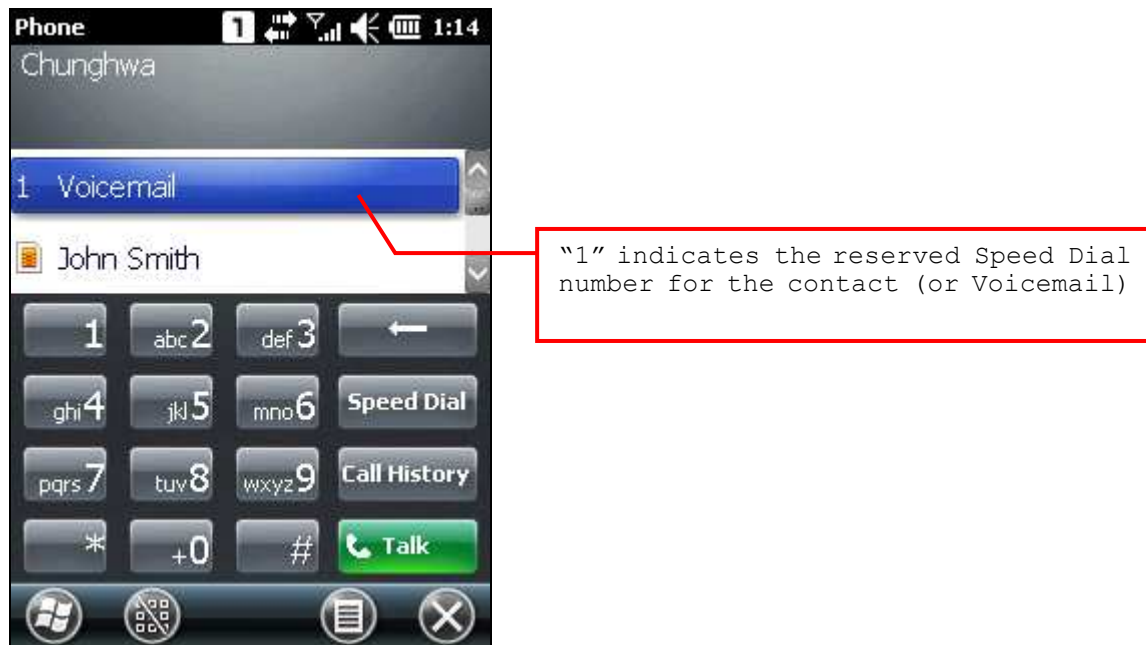 Phone 1 1:14
Chunghwa
1 Voicemail
John Smith
“1” indicates the reserved Speed Dial
number for the contact (or Voicemail)
1 abc2 def3
ghi4 jkl5 mno6 Speed Dial
pqrs7 tuv8 wxyz9 Call History
* +0 # Talk